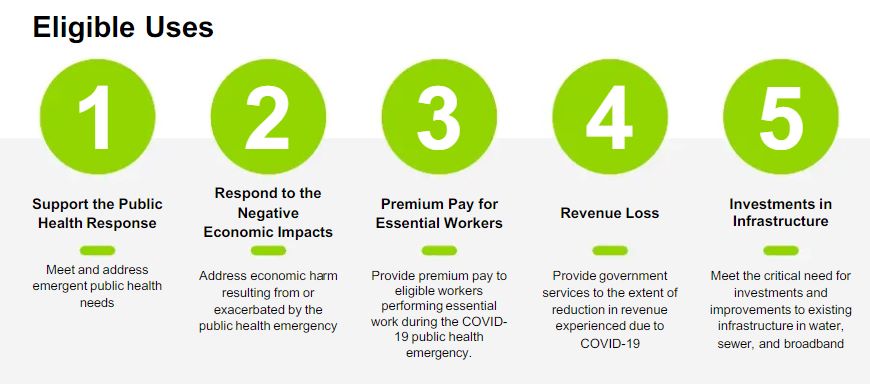 Eligible Uses
1
Support the Public
Health Response
Meet and address
emergent public health
needs
2
Respond to the
Negative
Economic Impacts
Address economic harm
resulting from or
exacerbated by the
public health emergency
3
Premium Pay for
Essential Workers
Provide premium pay to
eligible workers
performing essential
work during the COVID-
19 public health
emergency.
4
Revenue Loss
Provide government
services to the extent of
reduction in revenue
experienced due to
COVID-19
5
Investments in
Infrastructure
Meet the critical need for
investments and
improvements to existing
infrastructure in water,
sewer, and broadband